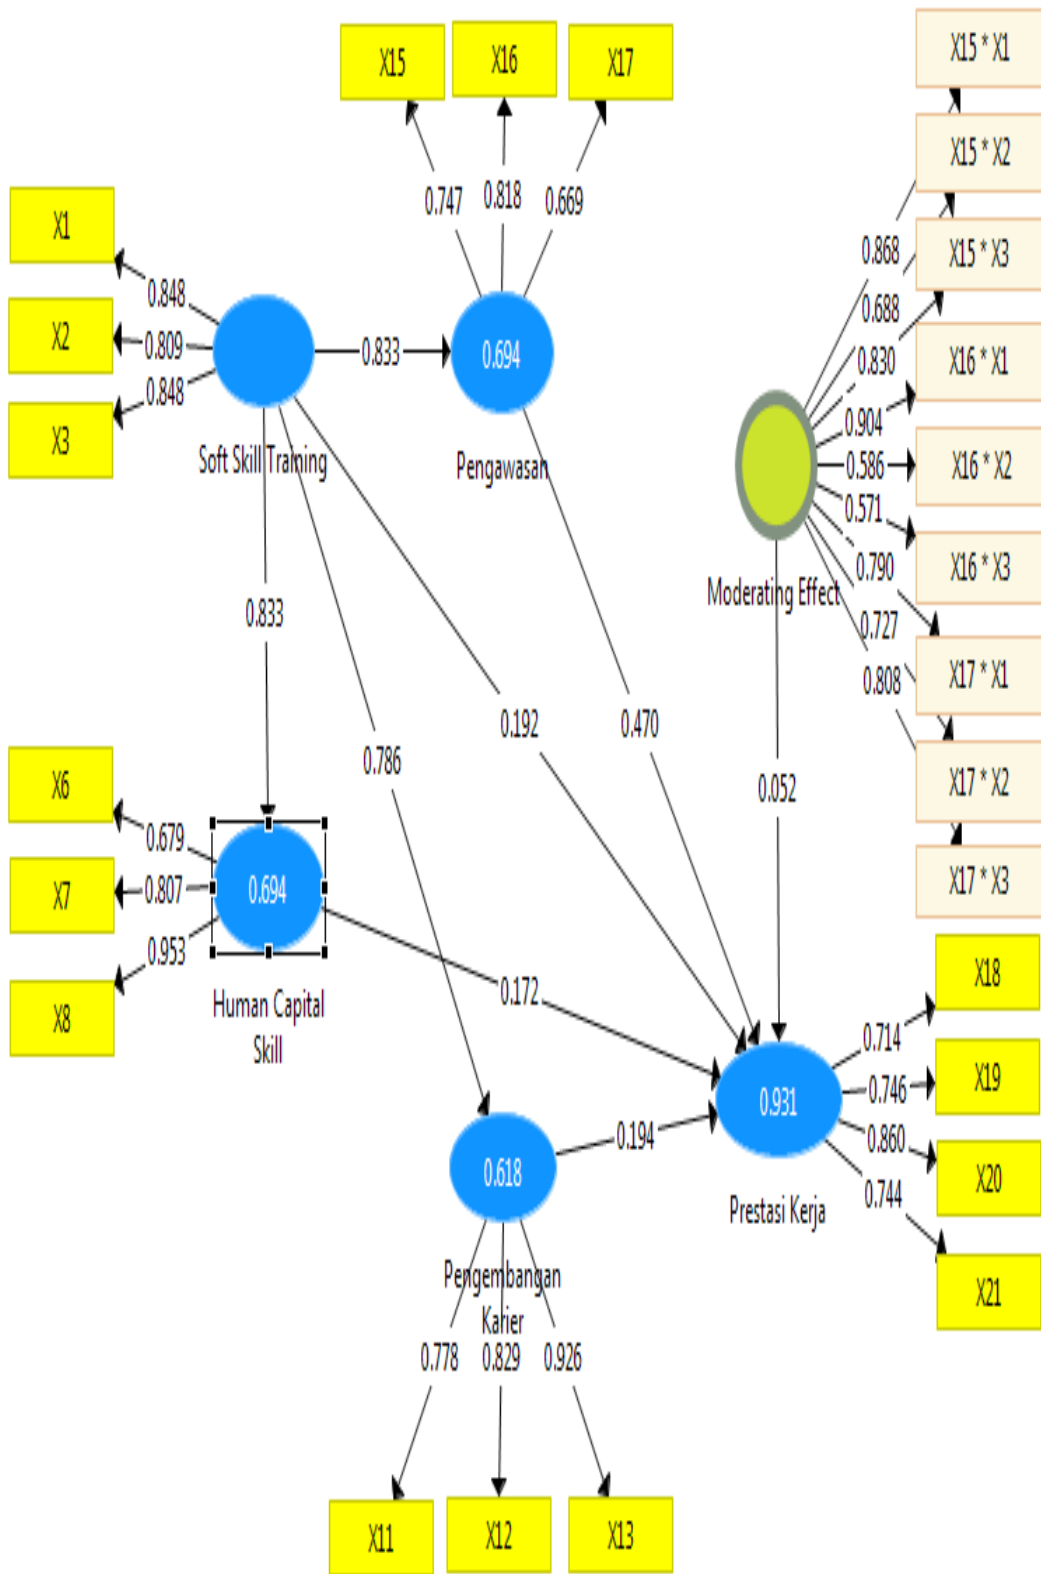 X15
X16
X17
X15 * X1
X15 * X2
X15 * X3
X16 * X1
X16 * X2
X16 * X3
X17 * X1
X17 * X2
X17 * X3
0.747
0.818
0.669
0.868
0.688
0.830
0.904
0.586
0.571
0.790
0.727
0.808
X1
X2
X3
0.848
0.809
0.848
0.833
0.694
Soft Skill Training
Pengawasan
Moderating Effect
0.833
0.786
0.192
0.470
0.052
X6
X7
X8
0.679
0.807
0.953
0.694
Human Capital
Skill
0.172
0.194
0.618
Pengembangan
Karier
0.931
Prestasi Kerja
0.714
0.746
0.860
0.744
X18
X19
X20
X21
0.778
0.829
0.926
X11
X12
X13